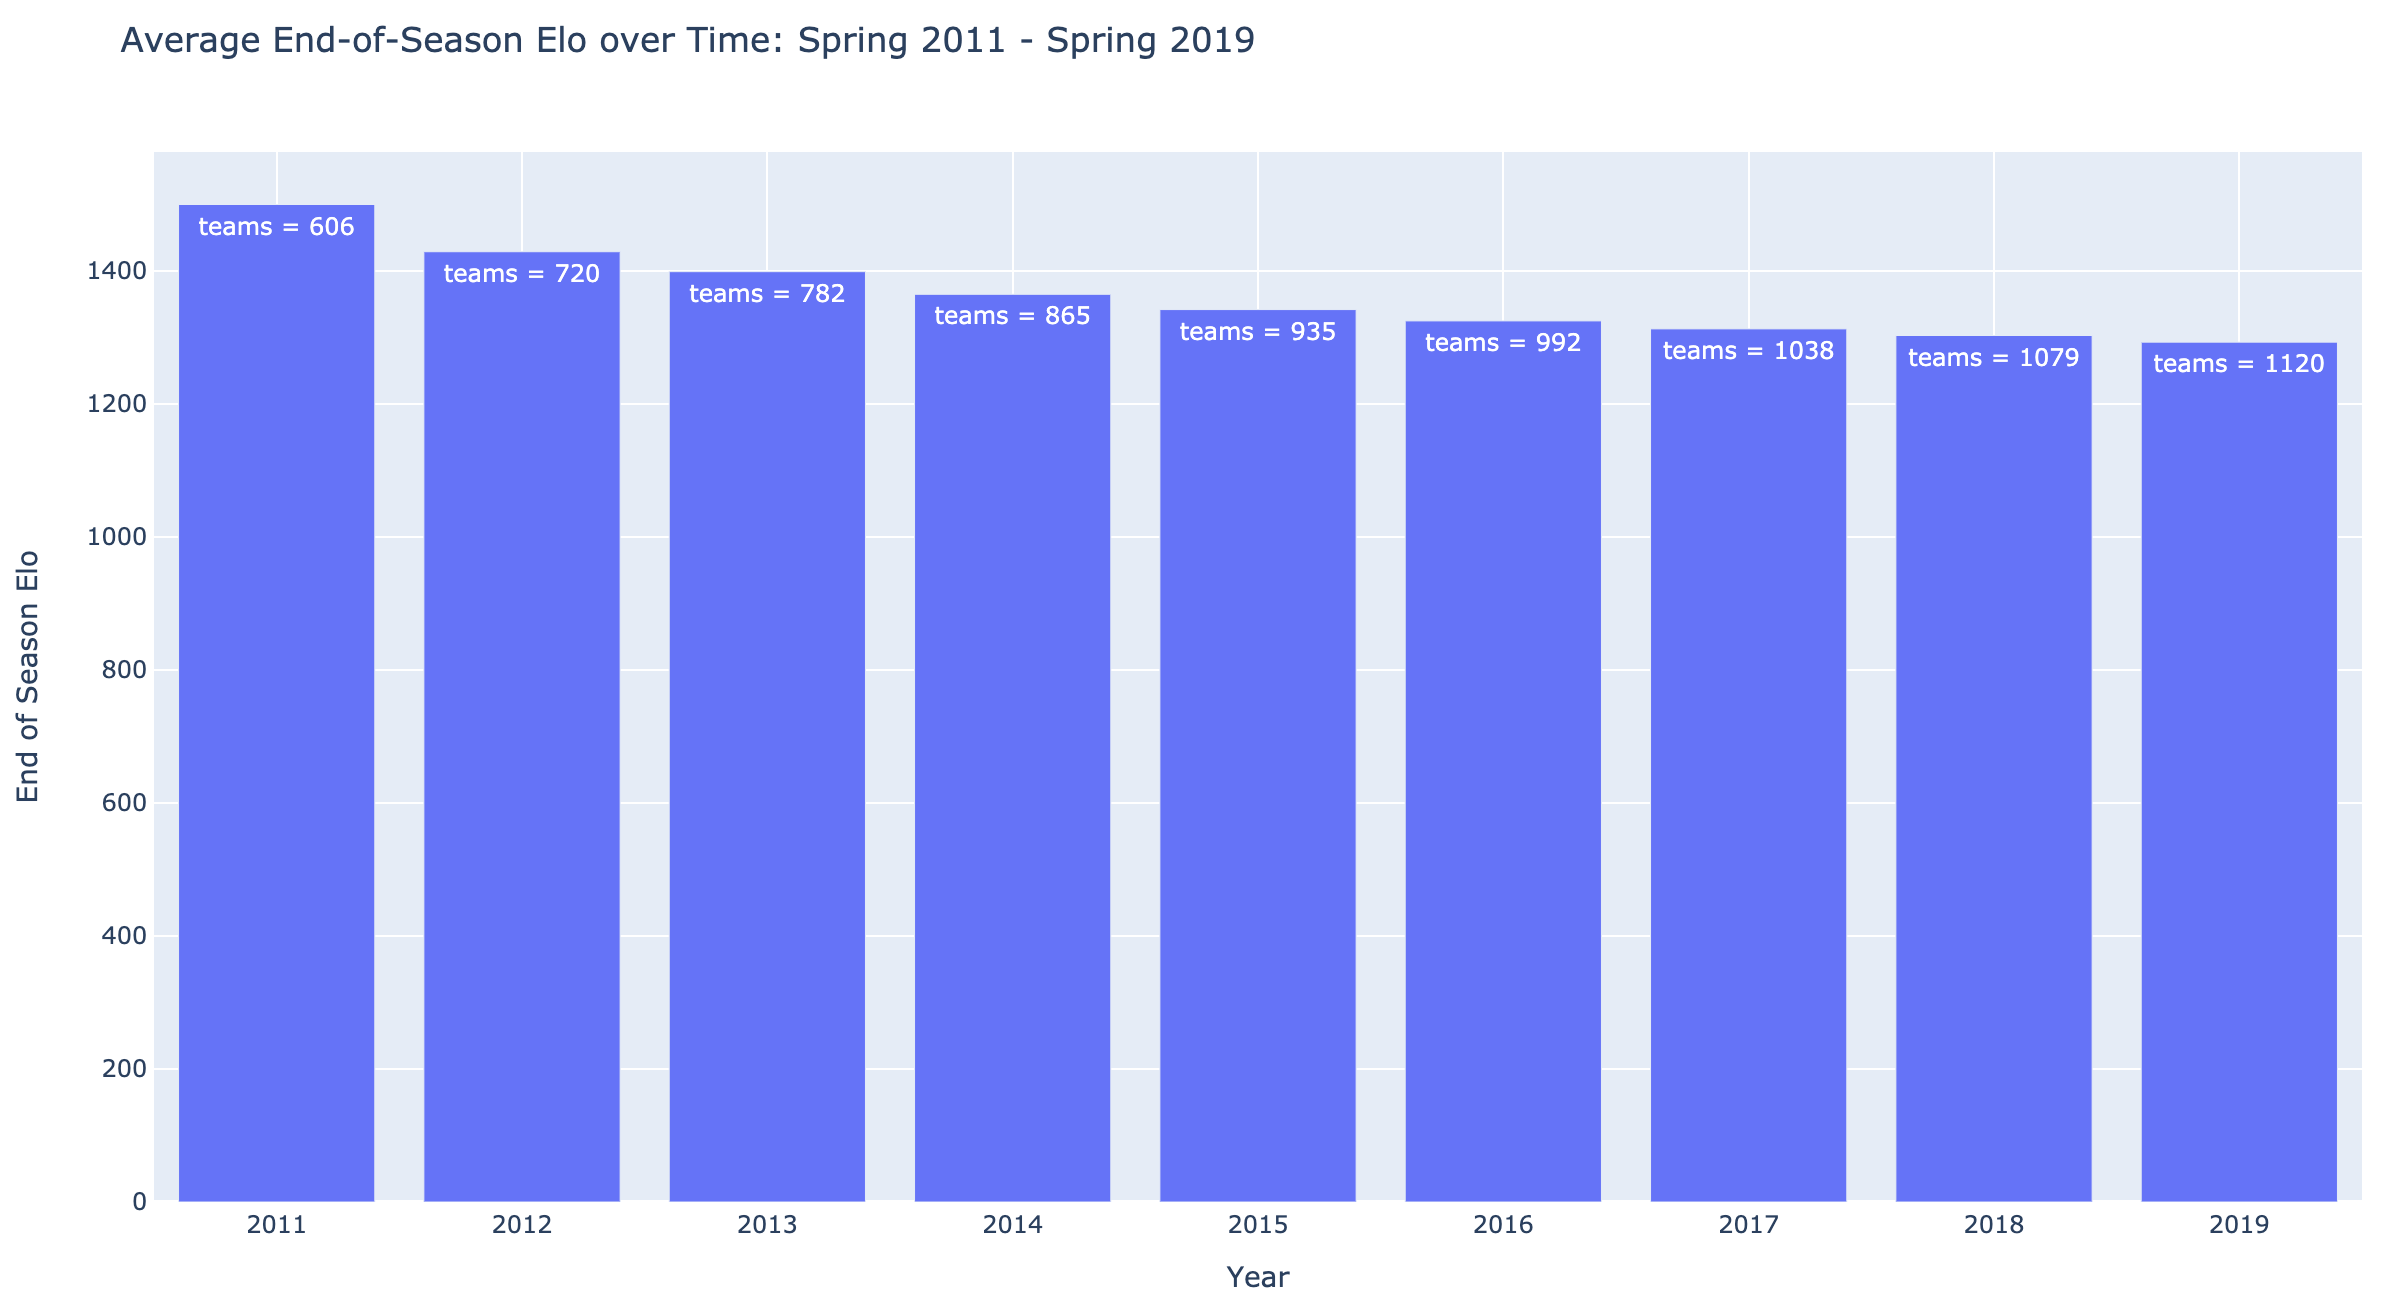 Average End-of-Season Elo over Time: Spring 2011 - Spring 2019
teams = 606
teams = 720
teams = 782
teams = 865
teams = 935
teams = 992
teams = 1038
teams = 1079
teams = 1120
1400
1200
1000
800
600
400
200
0
End of Season Elo
2011 2012 2013 2014 2015 2016 2017 2018 2019
Year